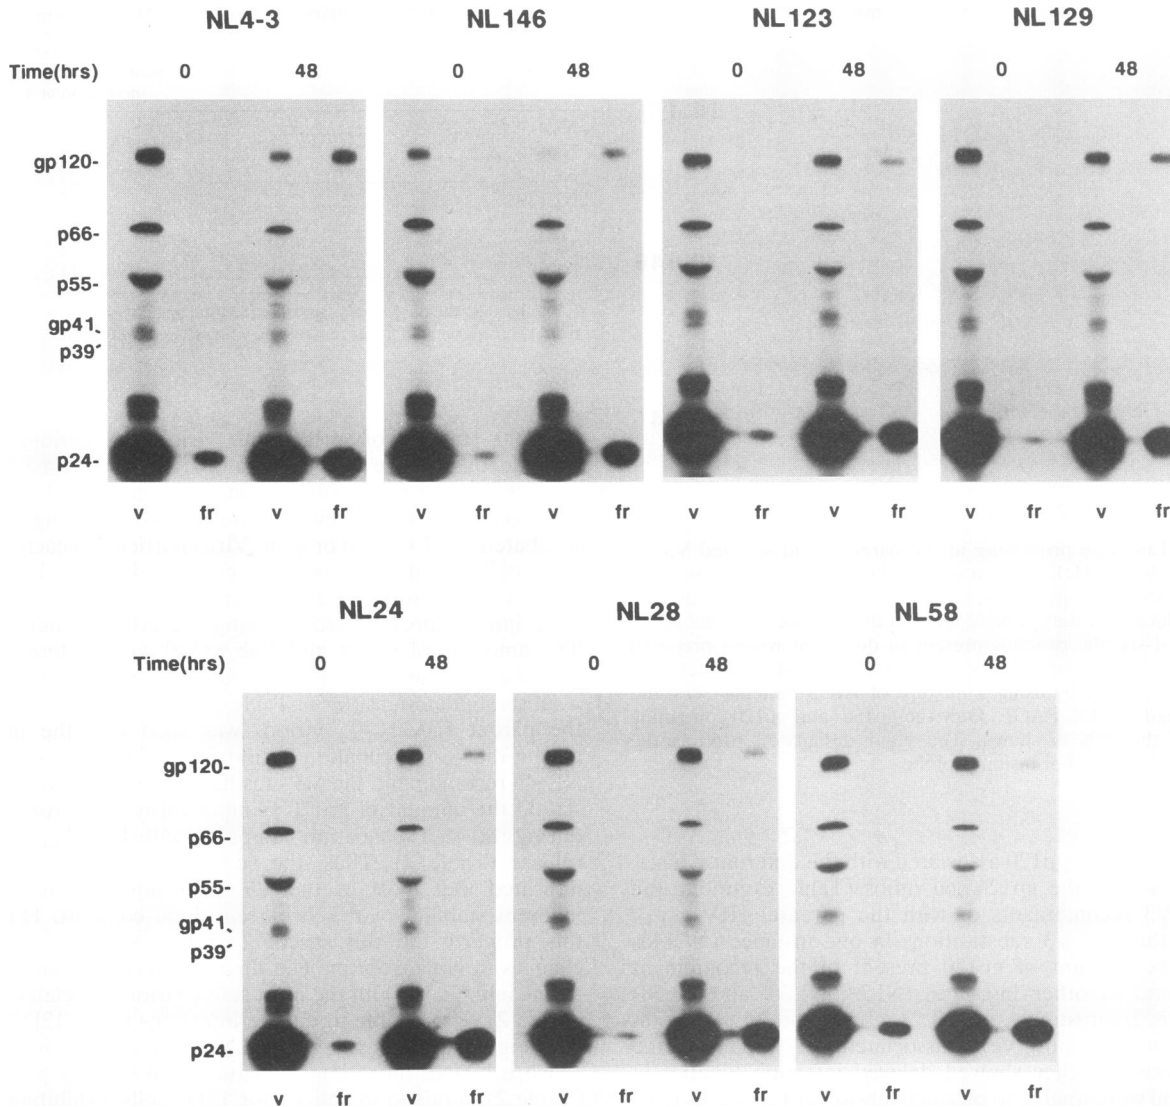 NL4-3 NL146 NL123 NL129
Time(hrs) 0 48 0 48 0 48 0 48
gp120-
p66-
p55-
gp41、
p39´
p24-
v fr v fr v fr v fr v fr v fr v fr v fr
NL24 NL28 NL58
Time(hrs) 0 48 0 48 0 48
gp120-
p66-
p55-
gp41、
p39´
p24-
v fr v fr v fr v fr v fr v fr